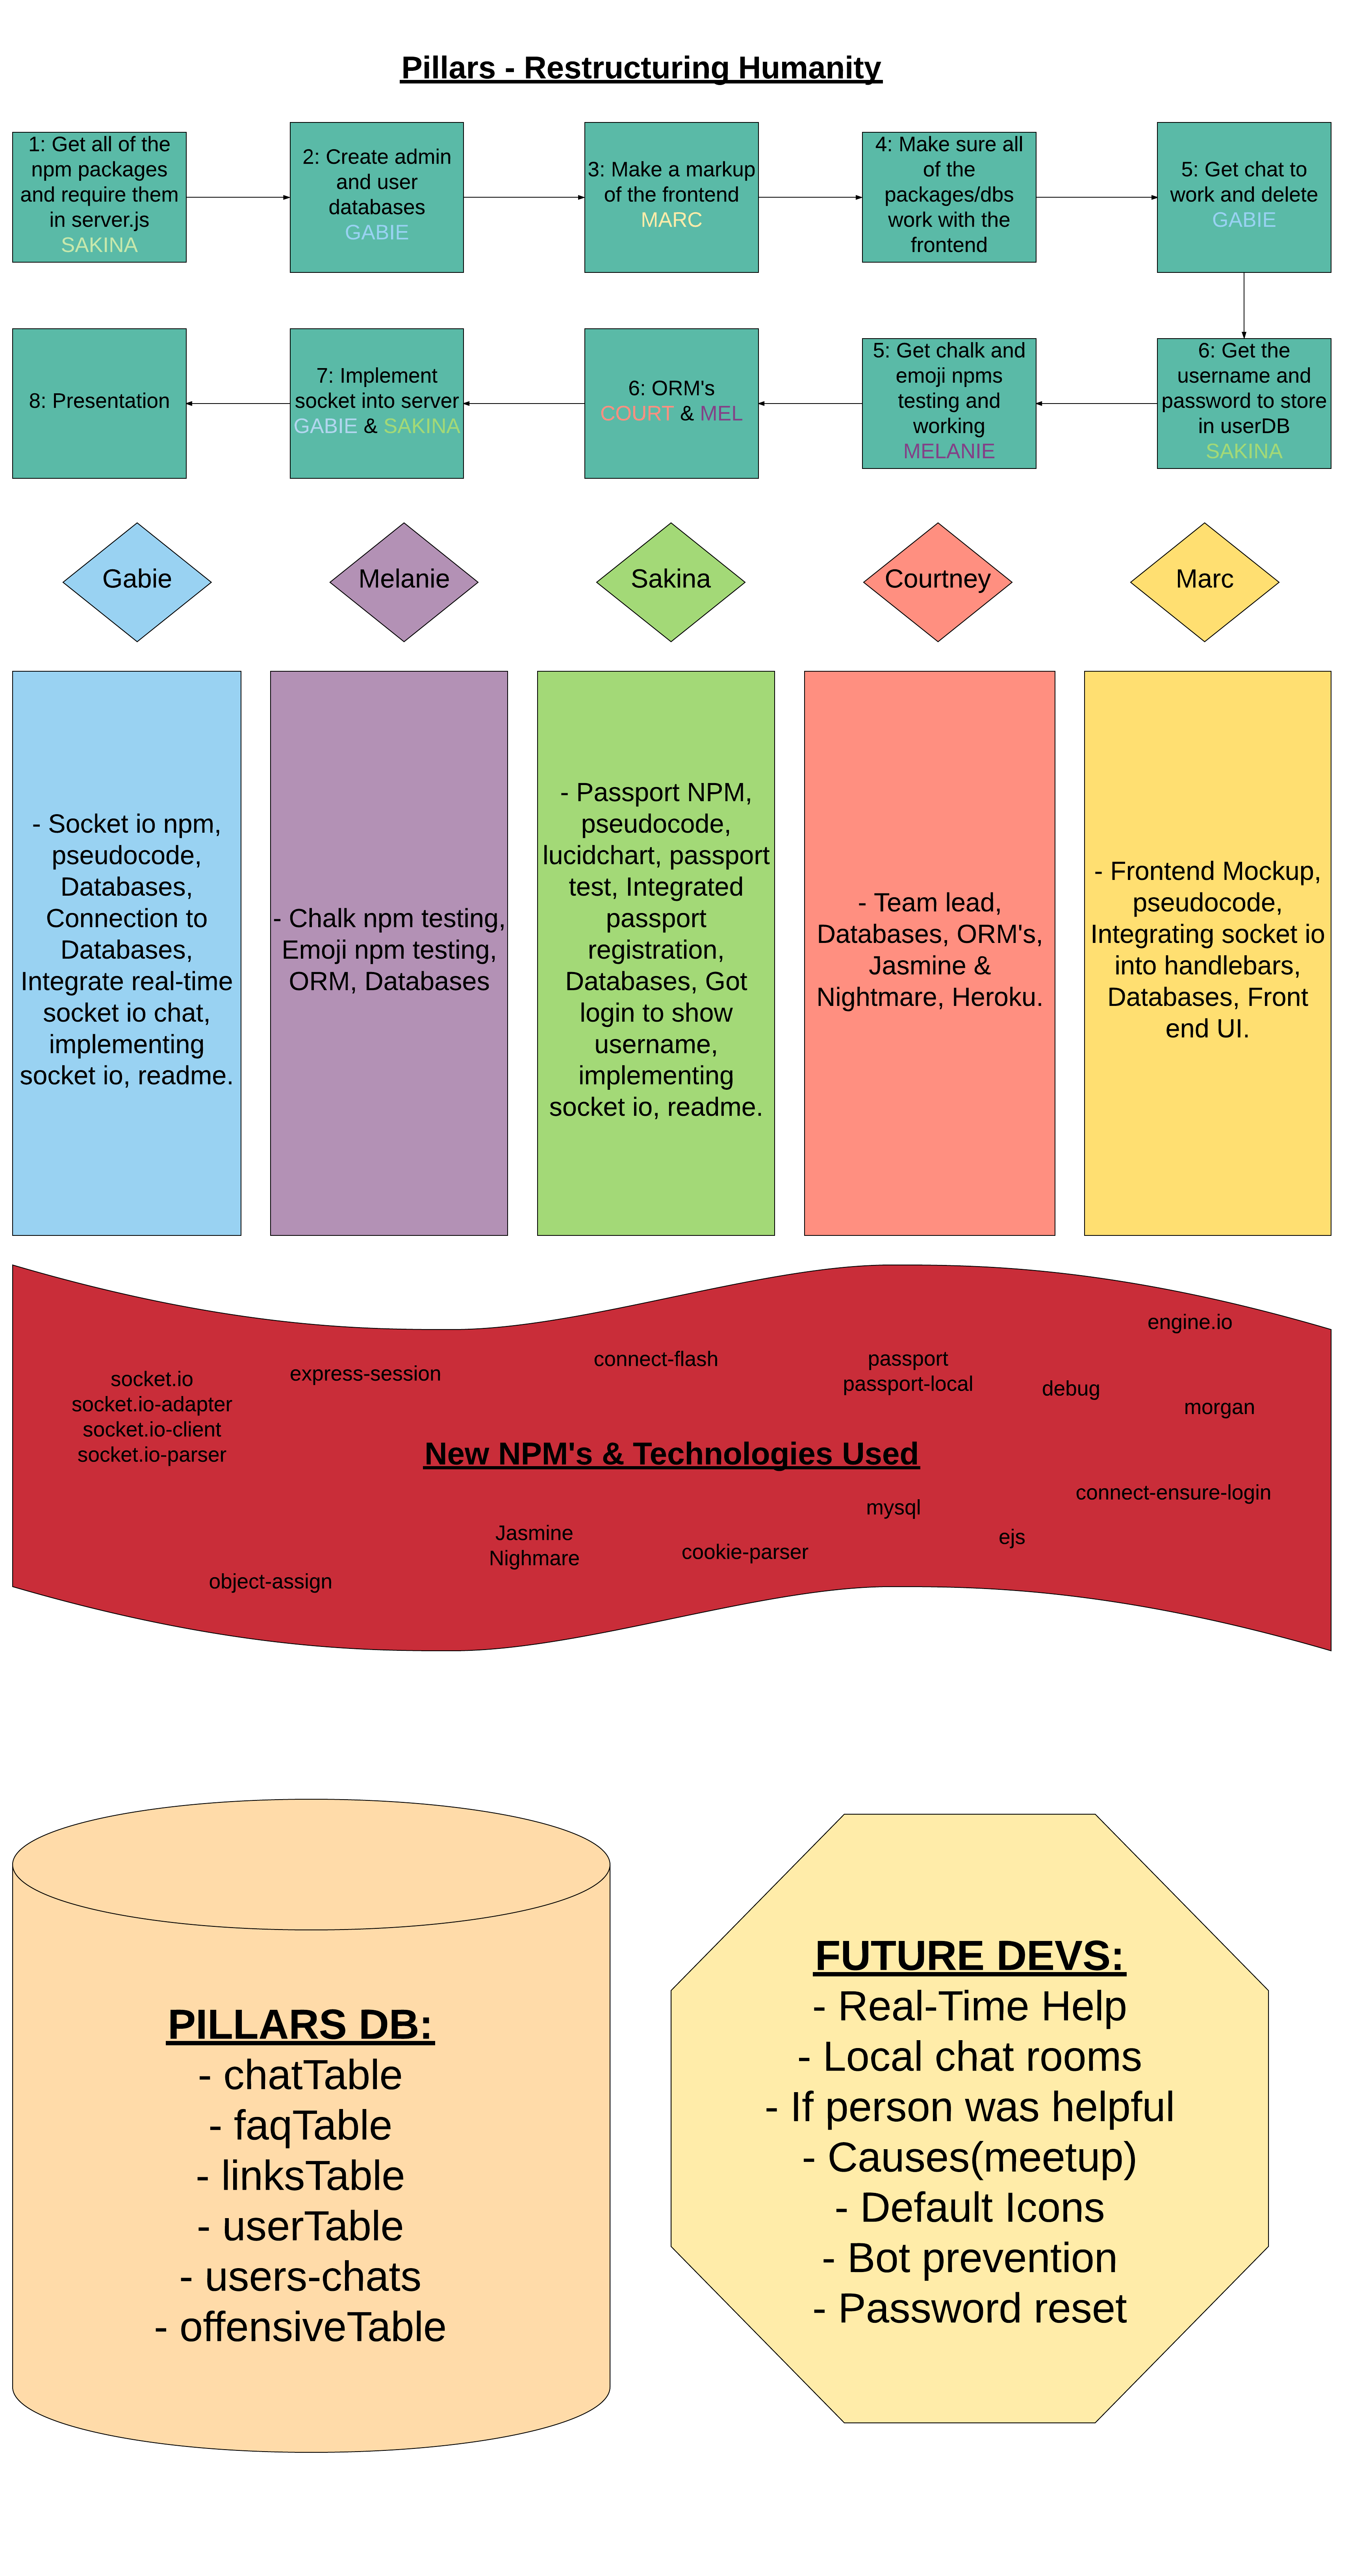 Pillars - Restructuring Humanity
1: Get all of the
npm packages
and require them
in server.js
SAKINA
2: Create admin
and user
databases
GABIE
3: Make a markup
of the frontend
MARC
4: Make sure all
of the
packages/dbs
work with the
frontend
5: Get chat to
work and delete
GABIE
8: Presentation
7: Implement
socket into server
GABIE & SAKINA
6: ORM's
COURT & MEL
5: Get chalk and
emoji npms
testing and
working
MELANIE
6: Get the
username and
password to store
in userDB
SAKINA
Gabie
Melanie
Sakina
Courtney
Marc
- Socket io npm,
pseudocode,
Databases,
Connection to
Databases,
Integrate real-time
socket io chat,
implementing
socket io, readme.
- Chalk npm testing,
Emoji npm testing,
ORM, Databases
- Passport NPM,
pseudocode,
lucidchart, passport
test, Integrated
passport
registration,
Databases, Got
login to show
username,
implementing
socket io, readme.
- Team lead,
Databases, ORM's,
Jasmine &
Nightmare, Heroku.
- Frontend Mockup,
pseudocode,
Integrating socket io
into handlebars,
Databases, Front
end UI.
engine.io
socket.io
socket.io-adapter
socket.io-client
socket.io-parser
express-session
connect-flash
passport
passport-local
debug
morgan
New NPM's & Technologies Used
connect-ensure-login
mysql
Jasmine
Nighmare
cookie-parser
ejs
object-assign
PILLARS DB:
- chatTable
- faqTable
- linksTable
- userTable
- users-chats
- offensiveTable
FUTURE DEVS:
- Real-Time Help
- Local chat rooms
- If person was helpful
- Causes(meetup)
- Default Icons
- Bot prevention
- Password reset